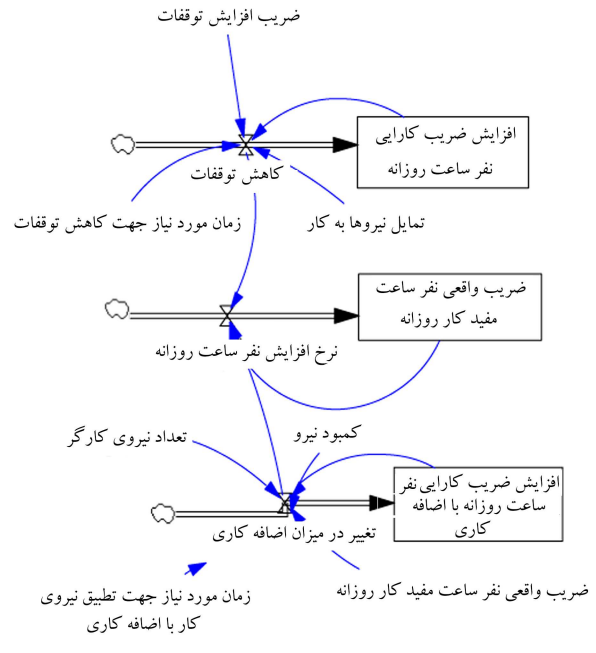 ضریب افزایش توقفات
افزایش ضریب کارایی
نفر ساعت روزانه
کاهش توقفات
تمایل نیروها به کار
زمان مورد نیاز جهت کاهش توقفات
ضریب واقعی نفر ساعت
مفید کار روزانه
نرخ افزایش نفر ساعت روزانه
کمبود نیرو
تعداد نیروی کارگر
افزایش ضریب کارایی نفر
ساعت روزانه با اضافه
کاری
تغییر در میزان اضافه کاری
ضریب واقعی نفر ساعت مفید کار روزانه
زمان مورد نیاز جهت تطبیق نیروی
کار با اضافه کاری